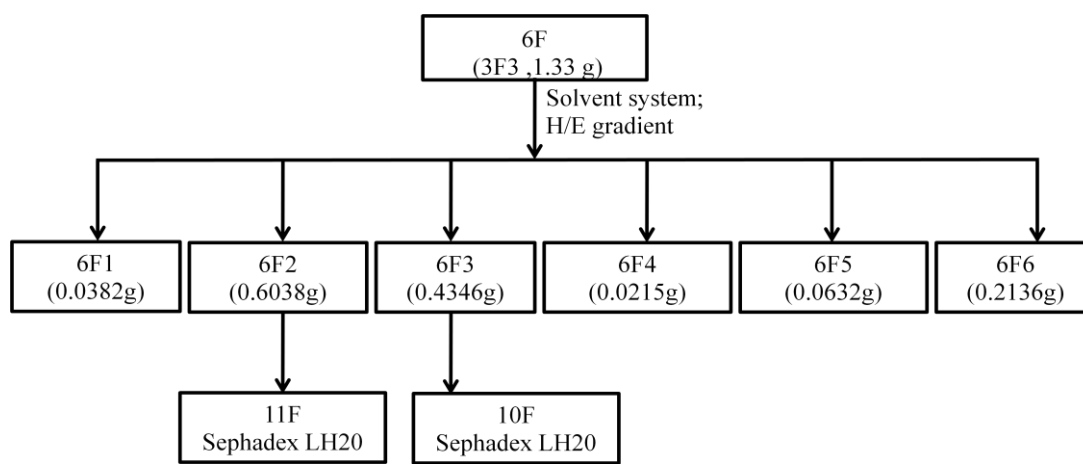 6F
(3F3 ,1.33 g)
Solvent system;
H/E gradient
6F1
(0.0382g)
6F2
(0.6038g)
6F3
(0.4346g)
6F4
(0.0215g)
6F5
(0.0632g)
6F6
(0.2136g)
11F
Sephadex LH20
10F
Sephadex LH20